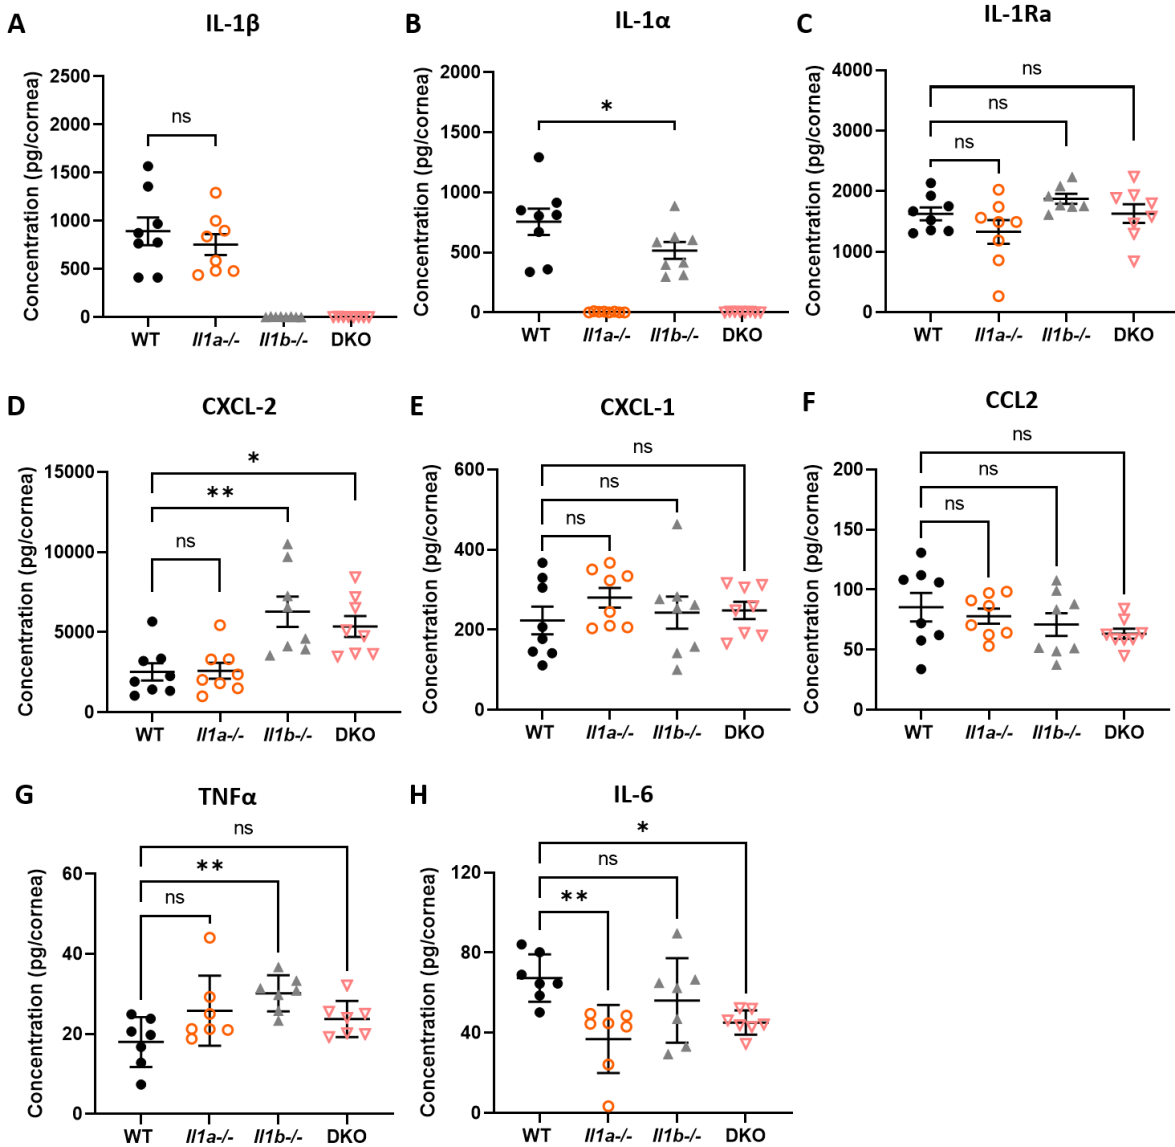 A
IL-1β
Concentration (pg/cornea)
2500
2000
1500
1000
500
0
ns
WT
Il1a-/-
Il1b-/-
DKO
B
IL-1α
Concentration (pg/cornea)
2000
1500
1000
500
0
*
WT
Il1a-/-
Il1b-/-
DKO
C
IL-1Ra
Concentration (pg/cornea)
4000
3000
2000
1000
0
ns
ns
ns
WT
Il1a-/-
Il1b-/-
DKO
D
CXCL-2
Concentration (pg/cornea)
15000
10000
5000
0
*
**
ns
WT
Il1a-/-
Il1b-/-
DKO
E
CXCL-1
Concentration (pg/cornea)
600
400
200
0
ns
ns
ns
WT
Il1a-/-
Il1b-/-
DKO
F
CCL2
Concentration (pg/cornea)
200
150
100
50
0
ns
ns
ns
WT
Il1a-/-
Il1b-/-
DKO
G
TNFα
Concentration (pg/cornea)
60
40
20
0
ns
**
ns
WT
Il1a-/-
Il1b-/-
DKO
H
IL-6
Concentration (pg/cornea)
120
80
40
0
*
ns
**
WT
Il1a-/-
Il1b-/-
DKO